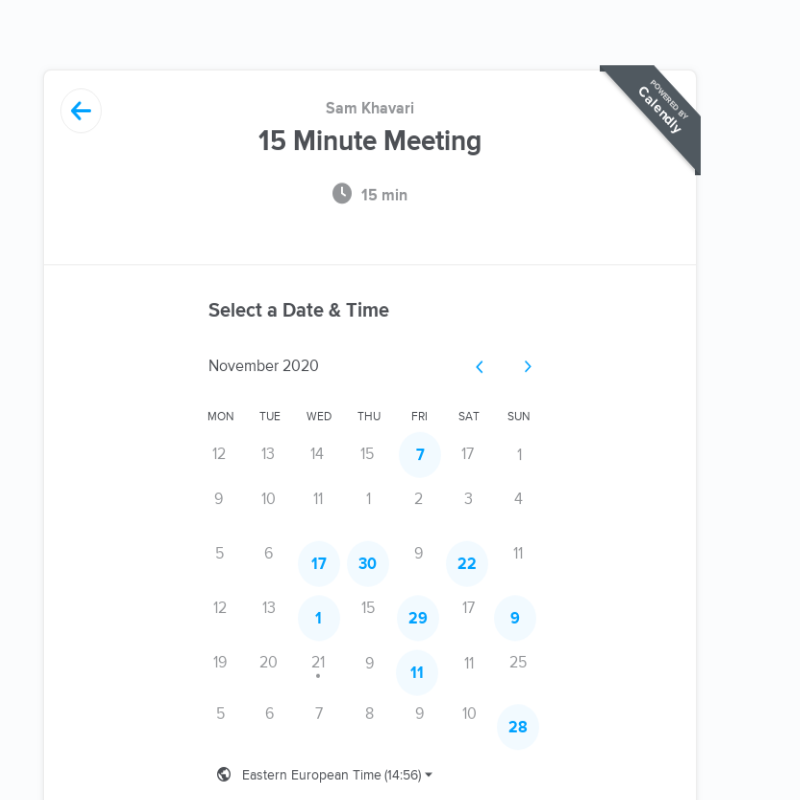 POWERED BY
Calendly
Sam Khavari
15 Minute Meeting
15 min
Select a Date & Time
November 2020
MON TUE WED THU FRI SAT SUN
12 13 14 15 7 17 1
9 10 11 1 2 3 4
5 6 17 30 9 22 11
12 13 1 15 29 17 9
19 20 21 9 11 11 25
5 6 7 8 9 10 28
Eastern European Time (14:56)